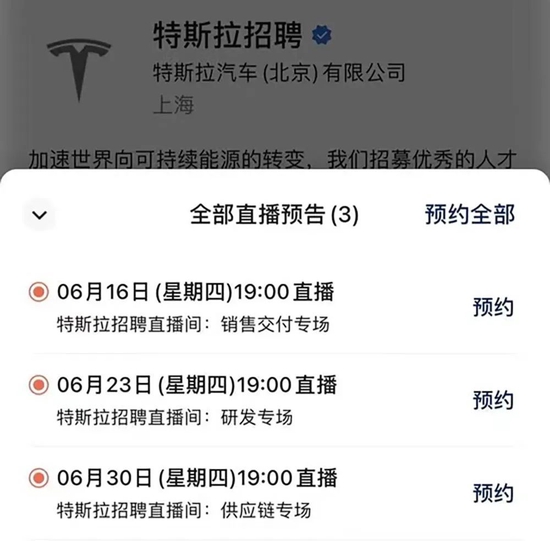 特斯拉招聘
特斯拉汽车(北京)有限公司
上海
加速世界向可持续能源的转变，我们招募优秀的人才
全部直播预告(3)
预约全部
06月16日(星期四)19:00直播
特斯拉招聘直播间：销售交付专场
预约
06月23日(星期四)19:00直播
特斯拉招聘直播间：研发专场
预约
06月30日(星期四)19:00直播
特斯拉招聘直播间：供应链专场
预约